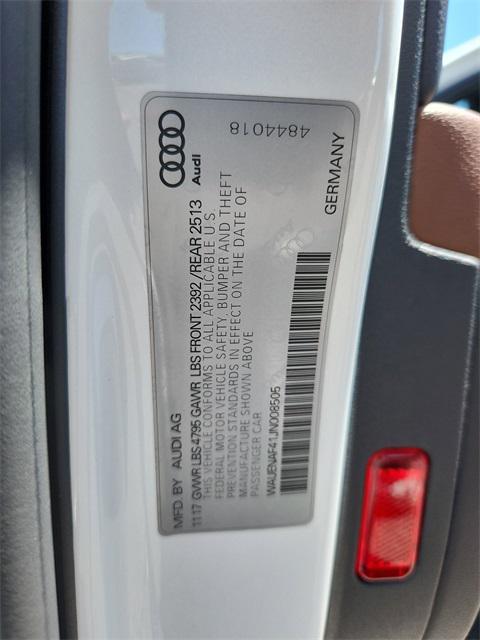 Audi
4844018
MFD. BY AUDI AG
GERMANY
11 17 GVWR LBS 4795 GAWR LBS FRONT 2392 /REAR 2513
THIS VEHICLE CONFORMS TO ALL APPLICABLE U.S.
FEDERAL MOTOR VEHICLE SAFETY, BUMPER AND THEFT
PREVENTION STANDARDS IN EFFECT ON THE DATE OF
MANUFACTURE SHOWN ABOVE
PASSENGER CAR
WAUENAF41JN008505